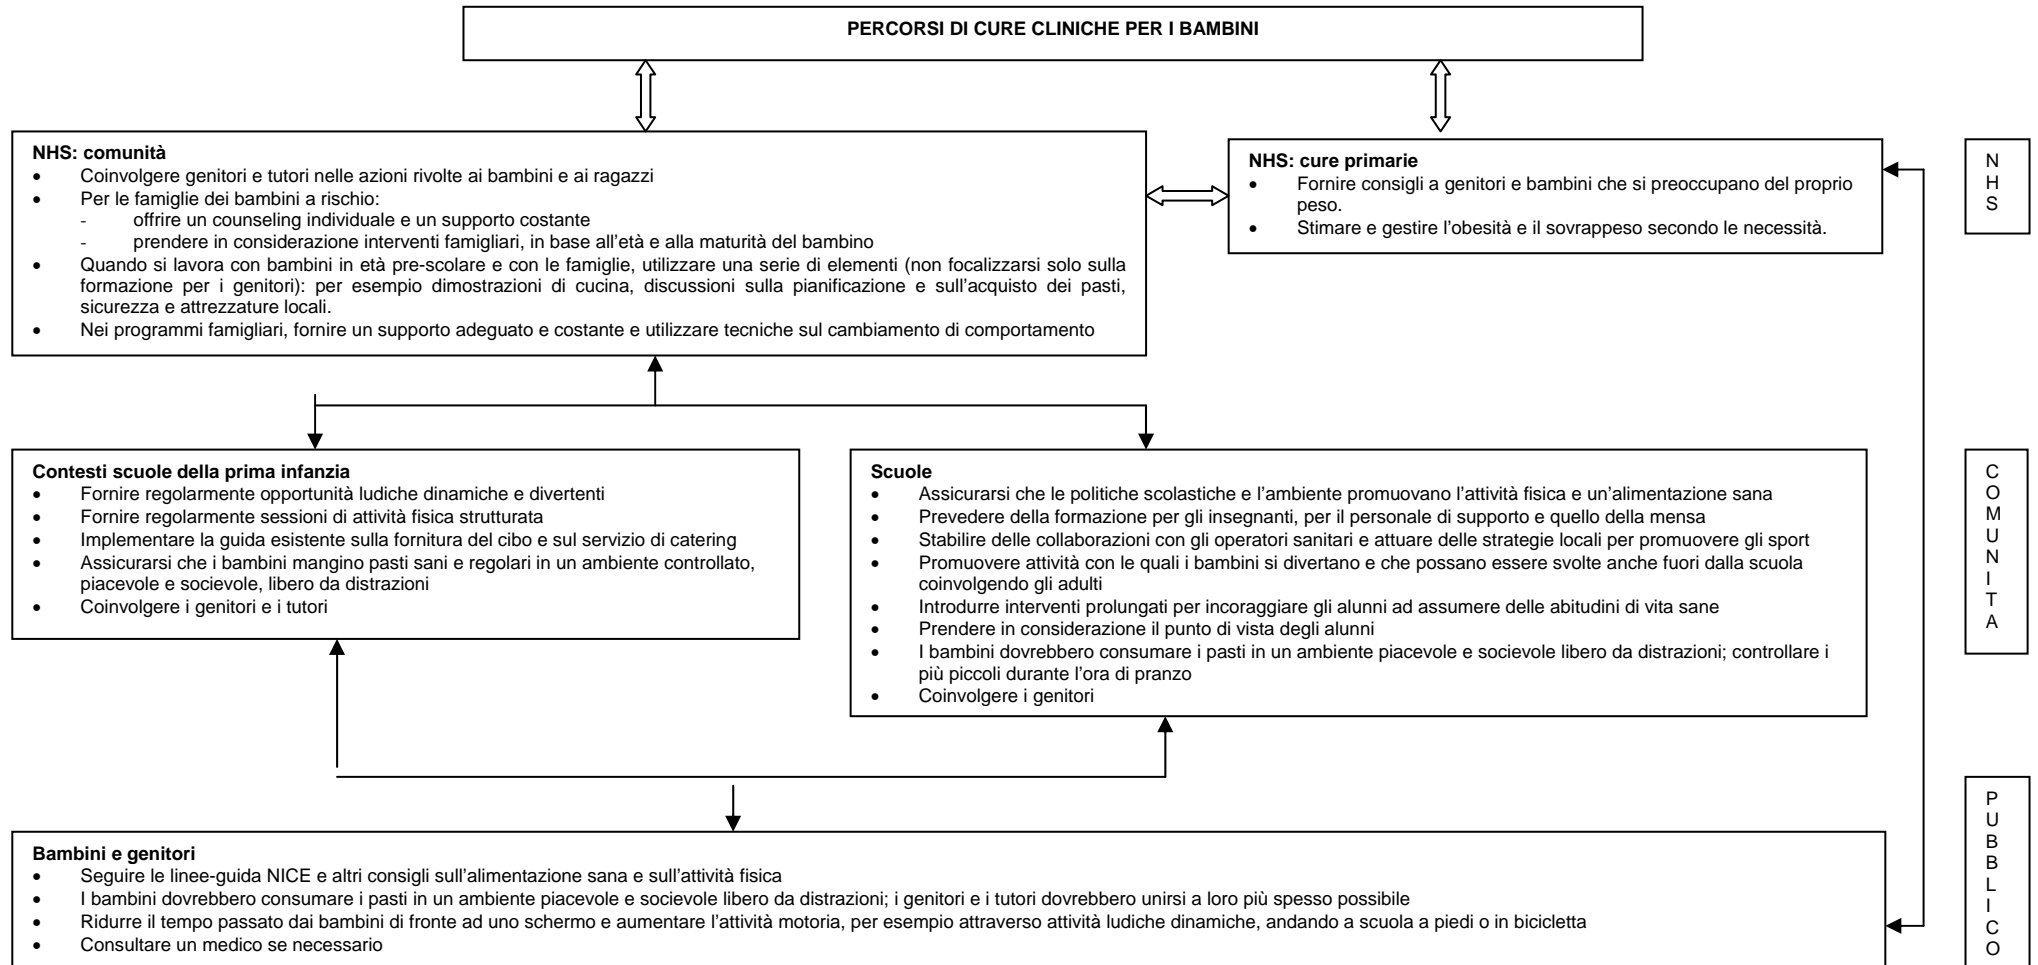 PERCORSI DI CURE CLINICHE PER I BAMBINI
NHS: comunità
• Coinvolgere genitori e tutori nelle azioni rivolte ai bambini e ai ragazzi
• Per le famiglie dei bambini a rischio:
- offrire un counseling individuale e un supporto costante
- prendere in considerazione interventi famigliari, in base all'età e alla maturità del bambino
• Quando si lavora con bambini in età pre-scolare e con le famiglie, utilizzare una serie di elementi (non focalizzarsi solo sulla
formazione per i genitori): per esempio dimostrazioni di cucina, discussioni sulla pianificazione e sull'acquisto dei pasti,
sicurezza e attrezzature locali.
• Nei programmi famigliari, fornire un supporto adeguato e costante e utilizzare tecniche sul cambiamento di comportamento
NHS: cure primarie
• Fornire consigli a genitori e bambini che si preoccupano del proprio
peso.
• Stimare e gestire l'obesità e il sovrappeso secondo le necessità.
N
H
S
Contesti scuole della prima infanzia
• Fornire regolarmente opportunità ludiche dinamiche e divertenti
• Fornire regolarmente sessioni di attività fisica strutturata
• Implementare la guida esistente sulla fornitura del cibo e sul servizio di catering
• Assicurarsi che i bambini mangino pasti sani e regolari in un ambiente controllato,
piacevole e socievole, libero da distrazioni
• Coinvolgere i genitori e i tutori
Scuole
• Assicurarsi che le politiche scolastiche e l'ambiente promuovano l'attività fisica e un'alimentazione sana
• Prevedere della formazione per gli insegnanti, per il personale di supporto e quello della mensa
• Stabilire delle collaborazioni con gli operatori sanitari e attuare delle strategie locali per promuovere gli sport
• Promuovere attività con le quali i bambini si divertano e che possano essere svolte anche fuori dalla scuola
coinvolgendo gli adulti
• Introdurre interventi prolungati per incoraggiare gli alunni ad assumere delle abitudini di vita sane
• Prendere in considerazione il punto di vista degli alunni
• I bambini dovrebbero consumare i pasti in un ambiente piacevole e socievole libero da distrazioni; controllare i
più piccoli durante l'ora di pranzo
• Coinvolgere i genitori
C
O
M
U
N
I
T
A
Bambini e genitori
• Seguire le linee-guida NICE e altri consigli sull'alimentazione sana e sull'attività fisica
• I bambini dovrebbero consumare i pasti in un ambiente piacevole e socievole libero da distrazioni; i genitori e i tutori dovrebbero unirsi a loro più spesso possibile
• Ridurre il tempo passato dai bambini di fronte ad uno schermo e aumentare l'attività motoria, per esempio attraverso attività ludiche dinamiche, andando a scuola a piedi o in bicicletta
• Consultare un medico se necessario
P
U
B
B
L
I
C
O